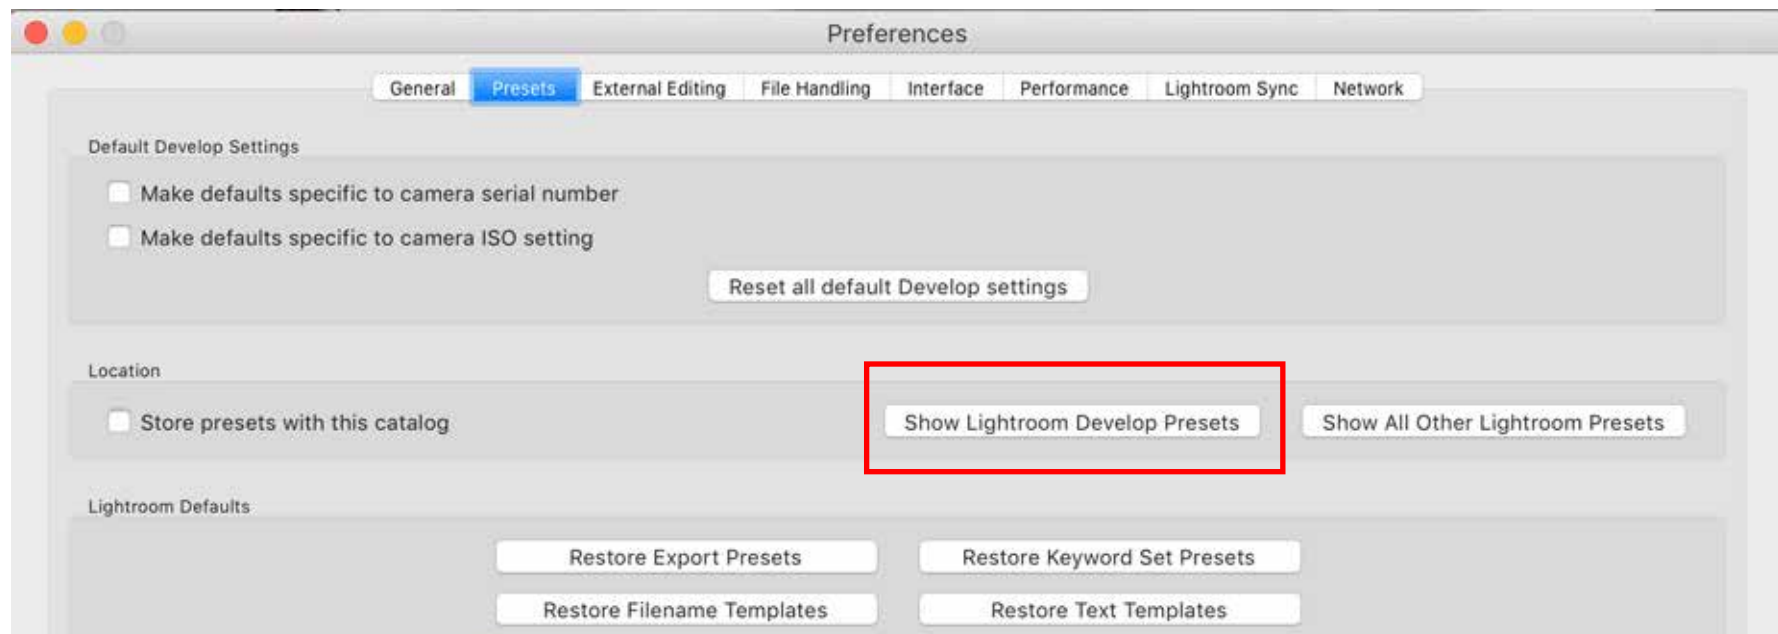 Preferences
General Presets External Editing File Handling Interface Performance Lightroom Sync Network
Default Develop Settings
Make defaults specific to camera serial number
Make defaults specific to camera ISO setting
Reset all default Develop settings
Location
Store presets with this catalog Show Lightroom Develop Presets Show All Other Lightroom Presets
Lightroom Defaults
Restore Export Presets Restore Keyword Set Presets
Restore Filename Templates Restore Text Templates